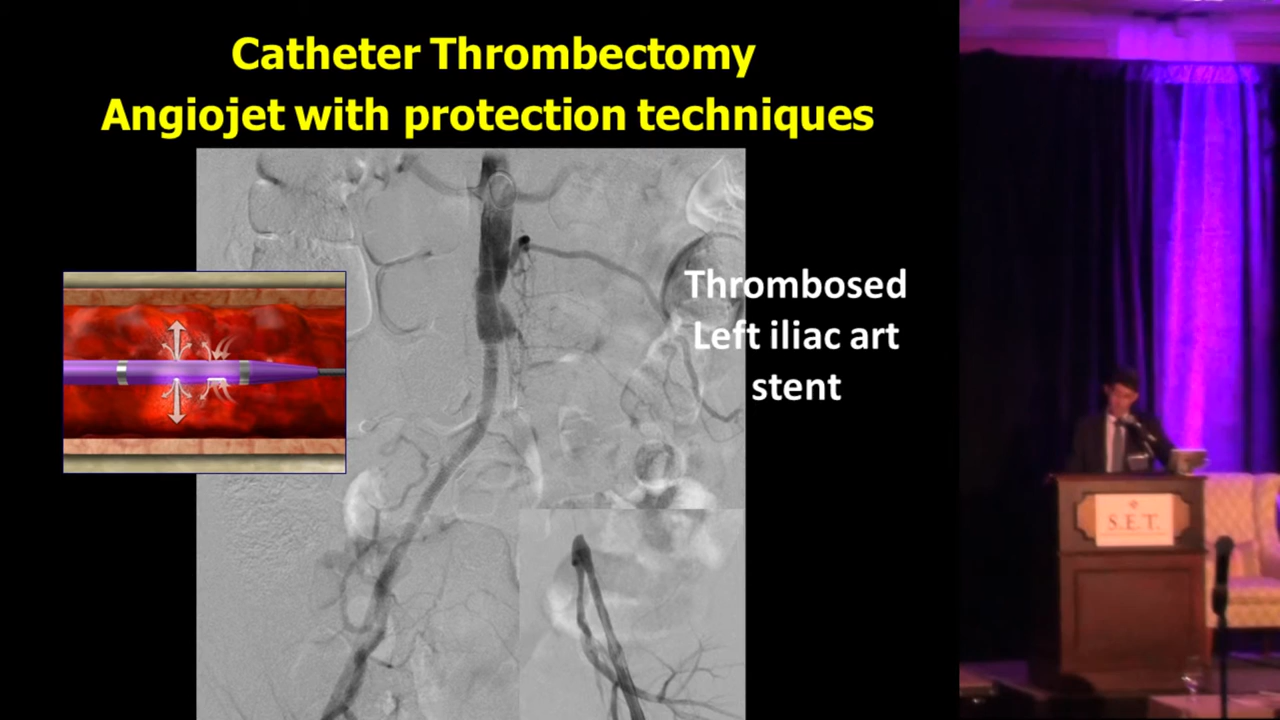 Catheter Thrombectomy
Angiojet with protection techniques
Thrombosed
Left iliac art
stent
S.E.T.